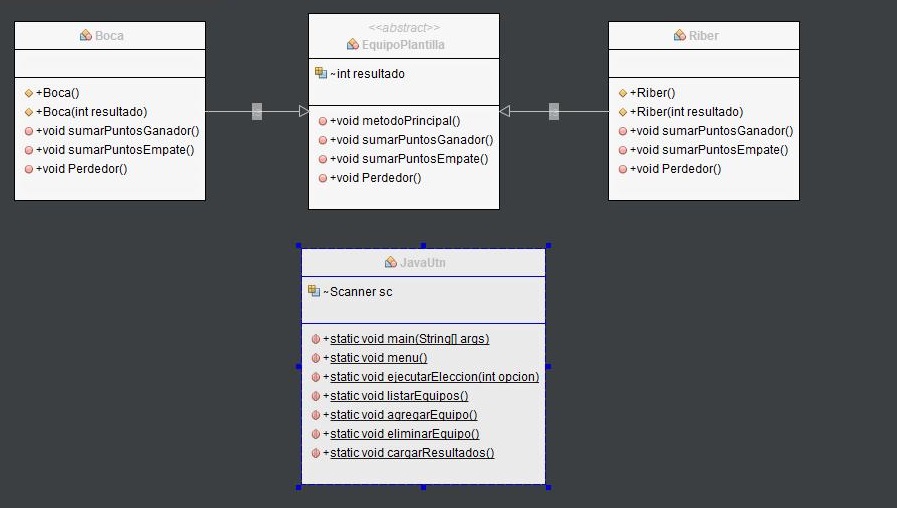 Boca
+Boca()
+Boca(int resultado)
+void sumarPuntosGanador()
+void sumarPuntosEmpate()
+void Perdedor()
<<abstract>>
EquipoPlantilla
~int resultado
+void metodoPrincipal()
+void sumarPuntosGanador()
+void sumarPuntosEmpate()
+void Perdedor()
Riber
+Riber()
+Riber(int resultado)
+void sumarPuntosGanador()
+void sumarPuntosEmpate()
+void Perdedor()
JavaUtn
~Scanner sc
+static void main(String[] args)
+static void menu()
+static void ejecutarEleccion(int opcion)
+static void listarEquipos()
+static void agregarEquipo()
+static void eliminarEquipo()
+static void cargarResultados()